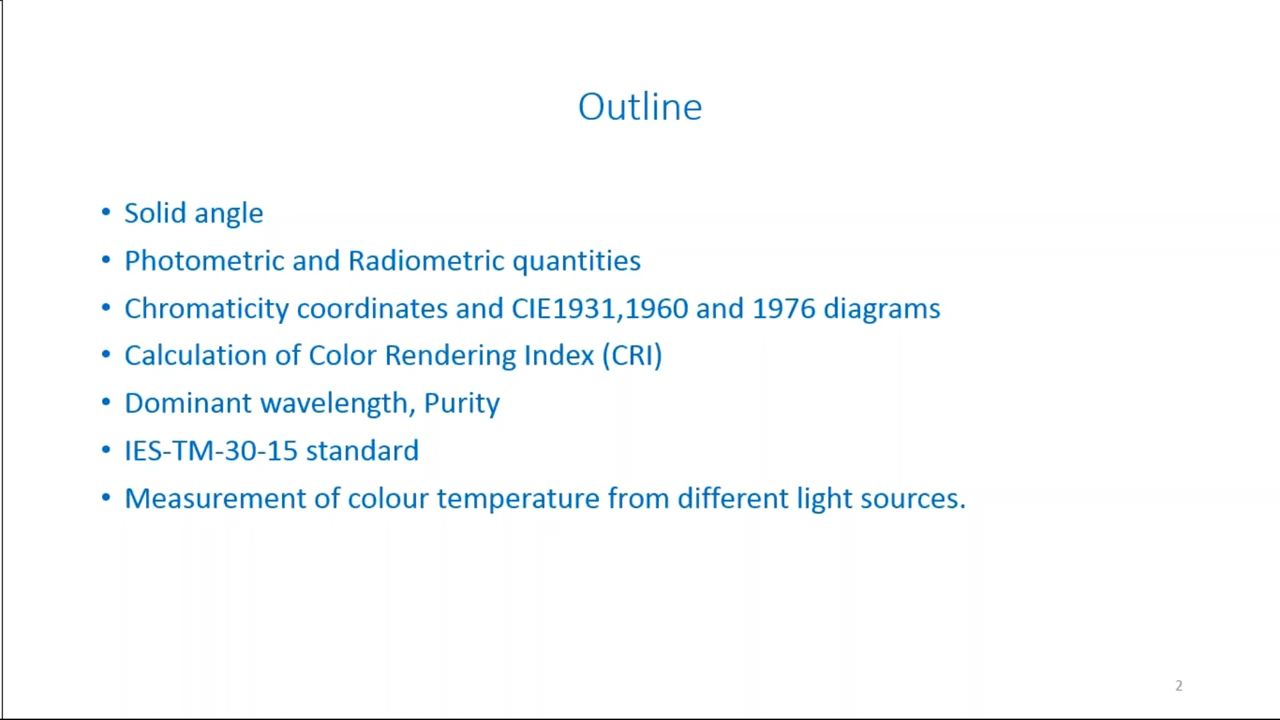 Outline
• Solid angle
• Photometric and Radiometric quantities
• Chromaticity coordinates and CIE1931,1960 and 1976 diagrams
• Calculation of Color Rendering Index (CRI)
• Dominant wavelength, Purity
• IES-TM-30-15 standard
• Measurement of colour temperature from different light sources.
2